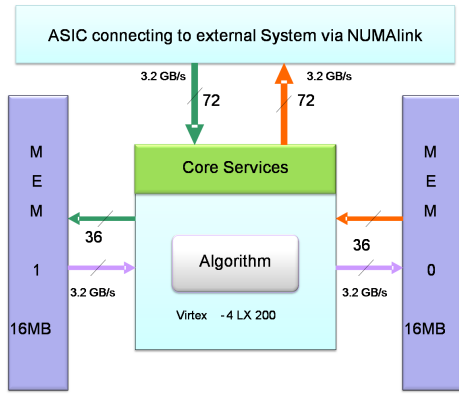 ASIC connecting to external System via NUMAlink
3.2 GB/s
72
3.2 GB/s
72
M
E
M
1
16MB
Core Services
M
E
M
0
16MB
36
36
Algorithm
3.2 GB/s
3.2 GB/s
Virtex - 4 LX 200